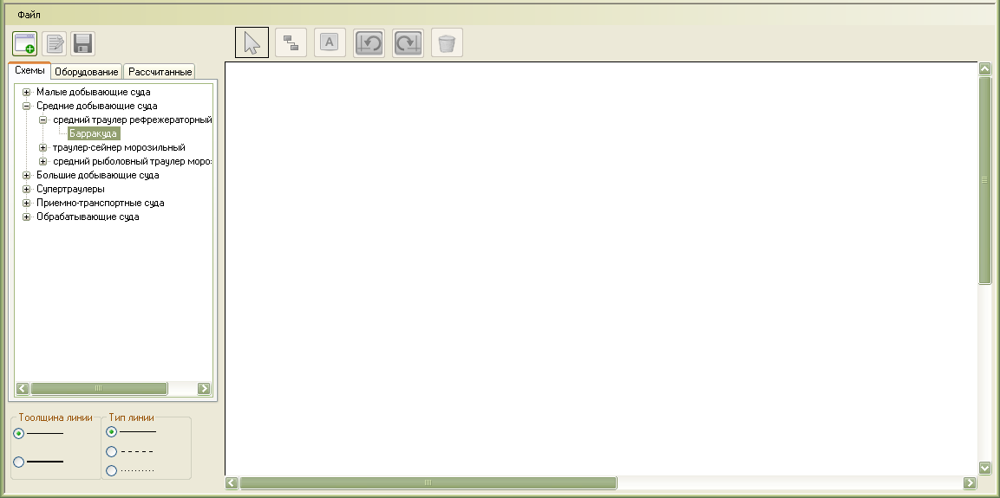 Файл
A
Схемы Оборудование Рассчитанные
Малые добывающие суда
Средние добывающие суда
средний траулер рефрежераторный
Барракуда
траулер-сейнер морозильный
средний рыболовный траулер моро
Большие добывающие суда
Супертраулеры
Приемно-транспортные суда
Обрабатывающие суда
Тоолщина линии Тип линии